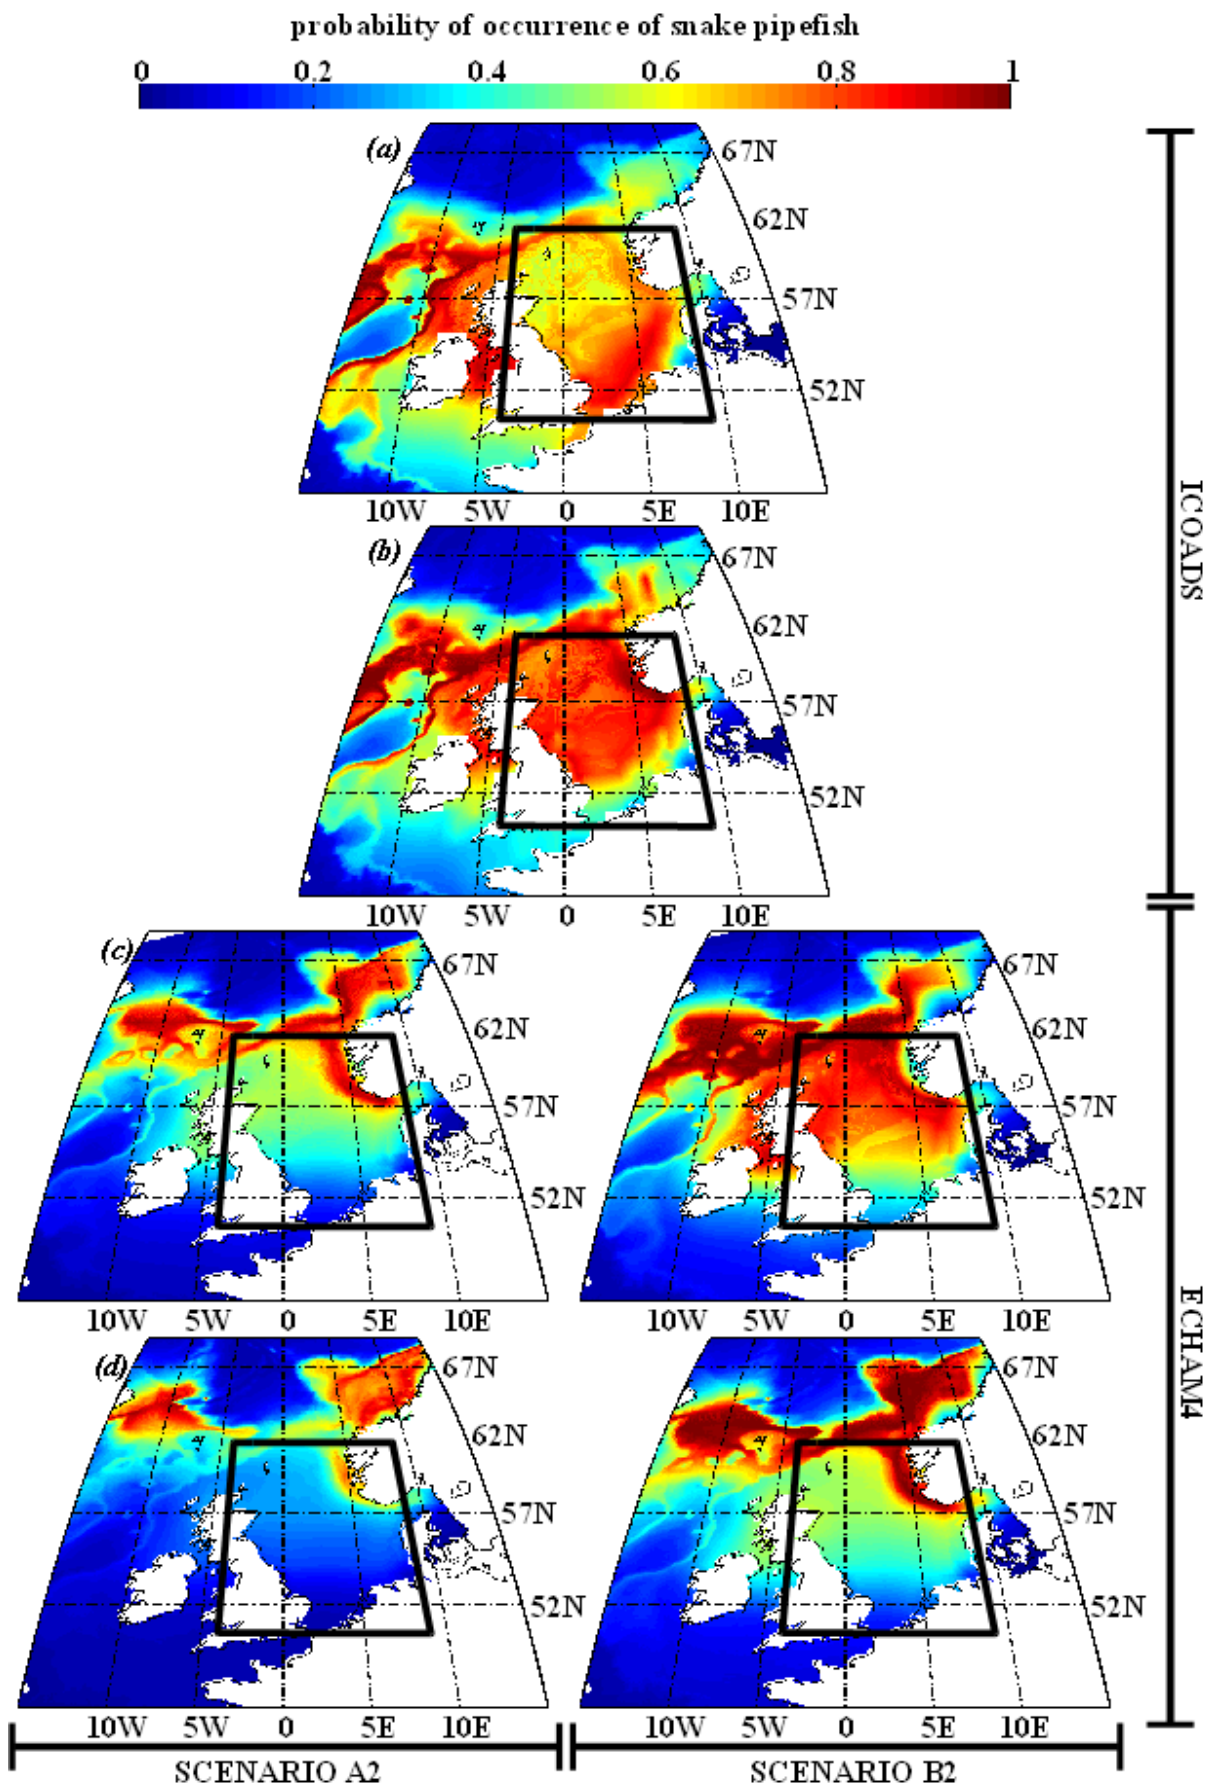 probability of occurrence of snake pipefish
0 0.2 0.4 0.6 0.8 1
(a)
67N
62N
57N
52N
10W 5W 0 5E 10E
(b)
67N
62N
57N
52N
10W 5W 0 5E 10E
ICOADS
(c)
67N
62N
57N
52N
10W 5W 0 5E 10E
67N
62N
57N
52N
10W 5W 0 5E 10E
(d)
67N
62N
57N
52N
10W 5W 0 5E 10E
67N
62N
57N
52N
10W 5W 0 5E 10E
ECHAM4
SCENARIO A2
SCENARIO B2